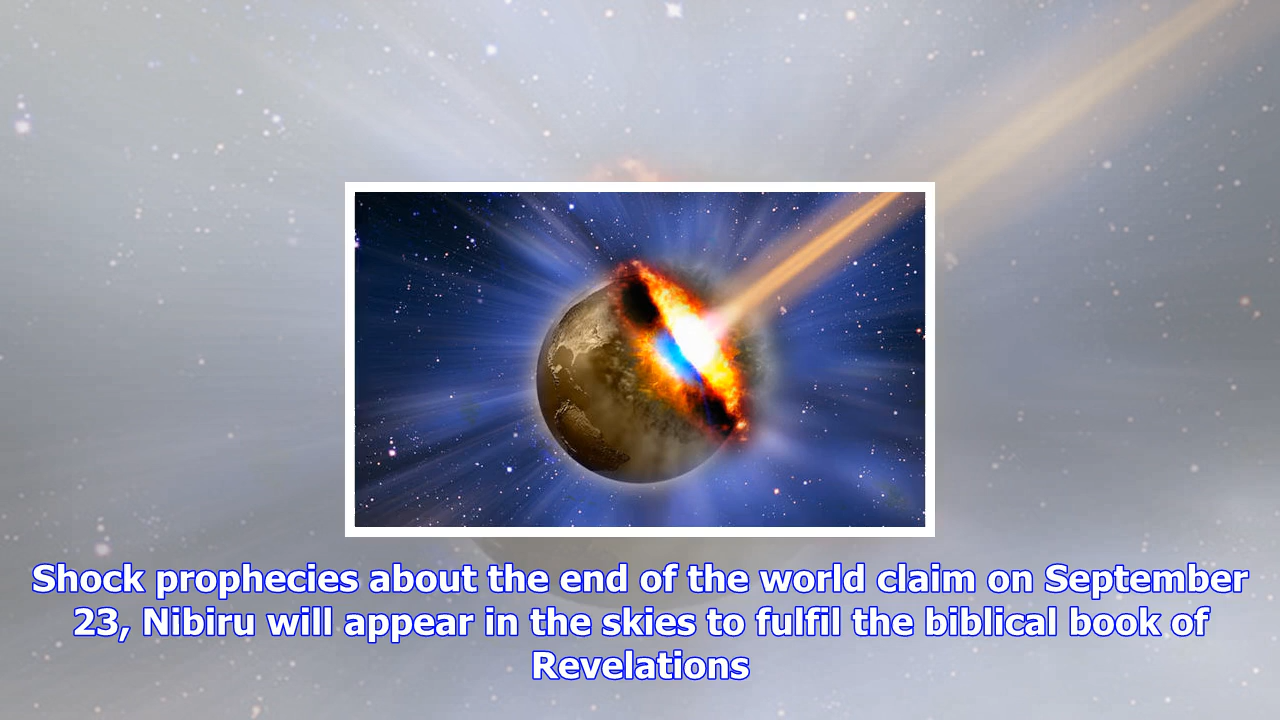 Shock prophecies about the end of the world claim on September
23, Nibiru will appear in the skies to fulfil the biblical book of
Revelations